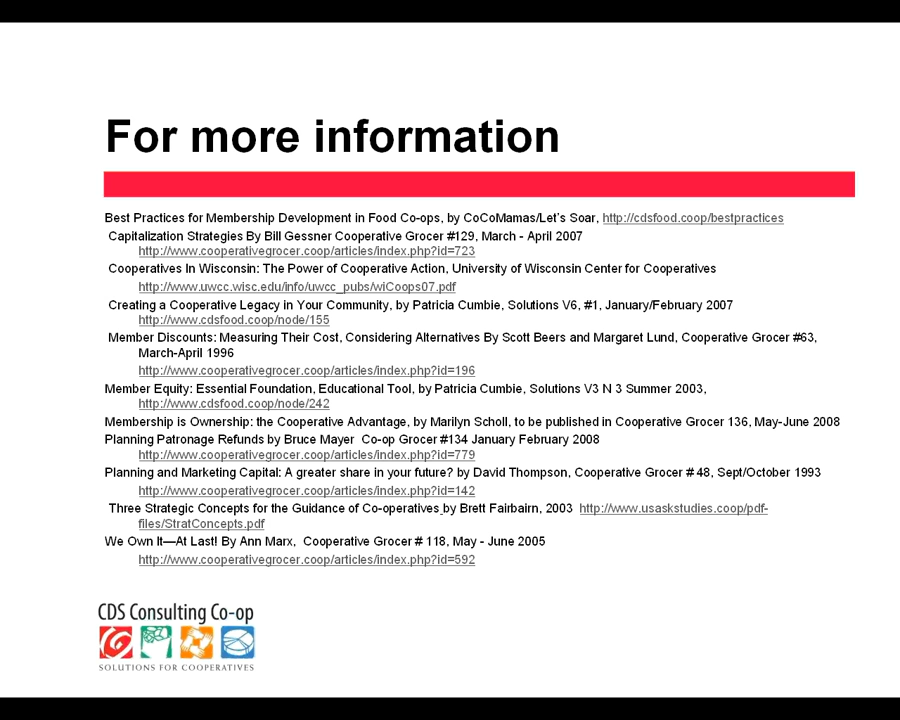 For more information
Best Practices for Membership Development in Food Co-ops, by CoCoMamas/Let's Soar, http://cdsfood.coop/bestpractices
Capitalization Strategies By Bill Gessner Cooperative Grocer #129, March - April 2007
http://www.cooperativegrocer.coop/articles/index.php?id=723
Cooperatives In Wisconsin: The Power of Cooperative Action, University of Wisconsin Center for Cooperatives
http://www.uwcc.wisc.edu/info/uwcc_pubs/wiCoops07.pdf
Creating a Cooperative Legacy in Your Community, by Patricia Cumbie, Solutions V6, #1, January/February 2007
http://www.cdsfood.coop/node/155
Member Discounts: Measuring Their Cost, Considering Alternatives By Scott Beers and Margaret Lund, Cooperative Grocer #63,
March-April 1996
http://www.cooperativegrocer.coop/articles/index.php?id=196
Member Equity: Essential Foundation, Educational Tool, by Patricia Cumbie, Solutions V3 N 3 Summer 2003,
http://www.cdsfood.coop/node/242
Membership is Ownership: the Cooperative Advantage, by Marilyn Scholl, to be published in Cooperative Grocer 136, May-June 2008
Planning Patronage Refunds by Bruce Mayer Co-op Grocer #134 January February 2008
http://www.cooperativegrocer.coop/articles/index.php?id=779
Planning and Marketing Capital: A greater share in your future? by David Thompson, Cooperative Grocer # 48, Sept/October 1993
http://www.cooperativegrocer.coop/articles/index.php?id=142
Three Strategic Concepts for the Guidance of Co-operatives by Brett Fairbairn, 2003 http://www.usaskstudies.coop/pdf-
files/StratConcepts.pdf
We Own It—At Last! By Ann Marx, Cooperative Grocer # 118, May - June 2005
http://www.cooperativegrocer.coop/articles/index.php?id=592
CDS Consulting Co-op
SOLUTIONS FOR COOPERATIVES